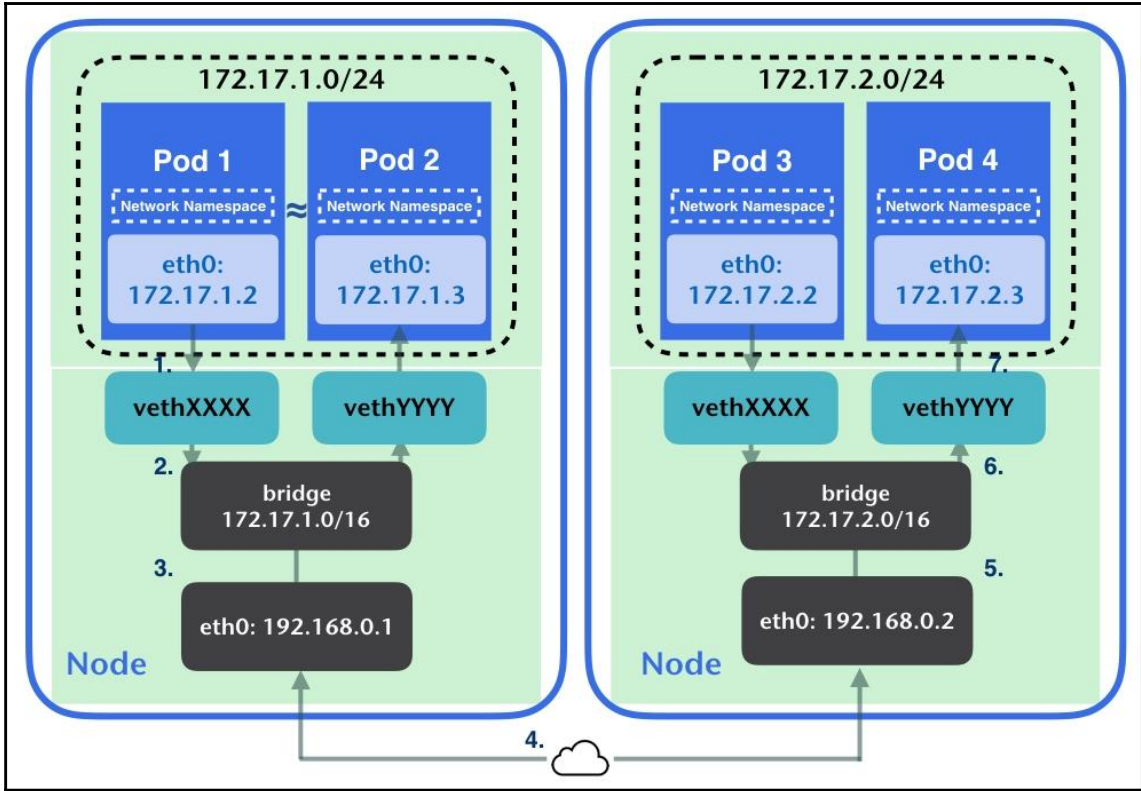 172.17.1.0/24
Pod 1
Network Namespace
eth0:
172.17.1.2
≈
Pod 2
Network Namespace
eth0:
172.17.1.3
1.
vethXXXX
vethYYYY
2.
bridge
172.17.1.0/16
3.
eth0: 192.168.0.1
Node
4.
172.17.2.0/24
Pod 3
Network Namespace
eth0:
172.17.2.2
Pod 4
Network Namespace
eth0:
172.17.2.3
7.
vethXXXX
vethYYYY
6.
bridge
172.17.2.0/16
5.
eth0: 192.168.0.2
Node